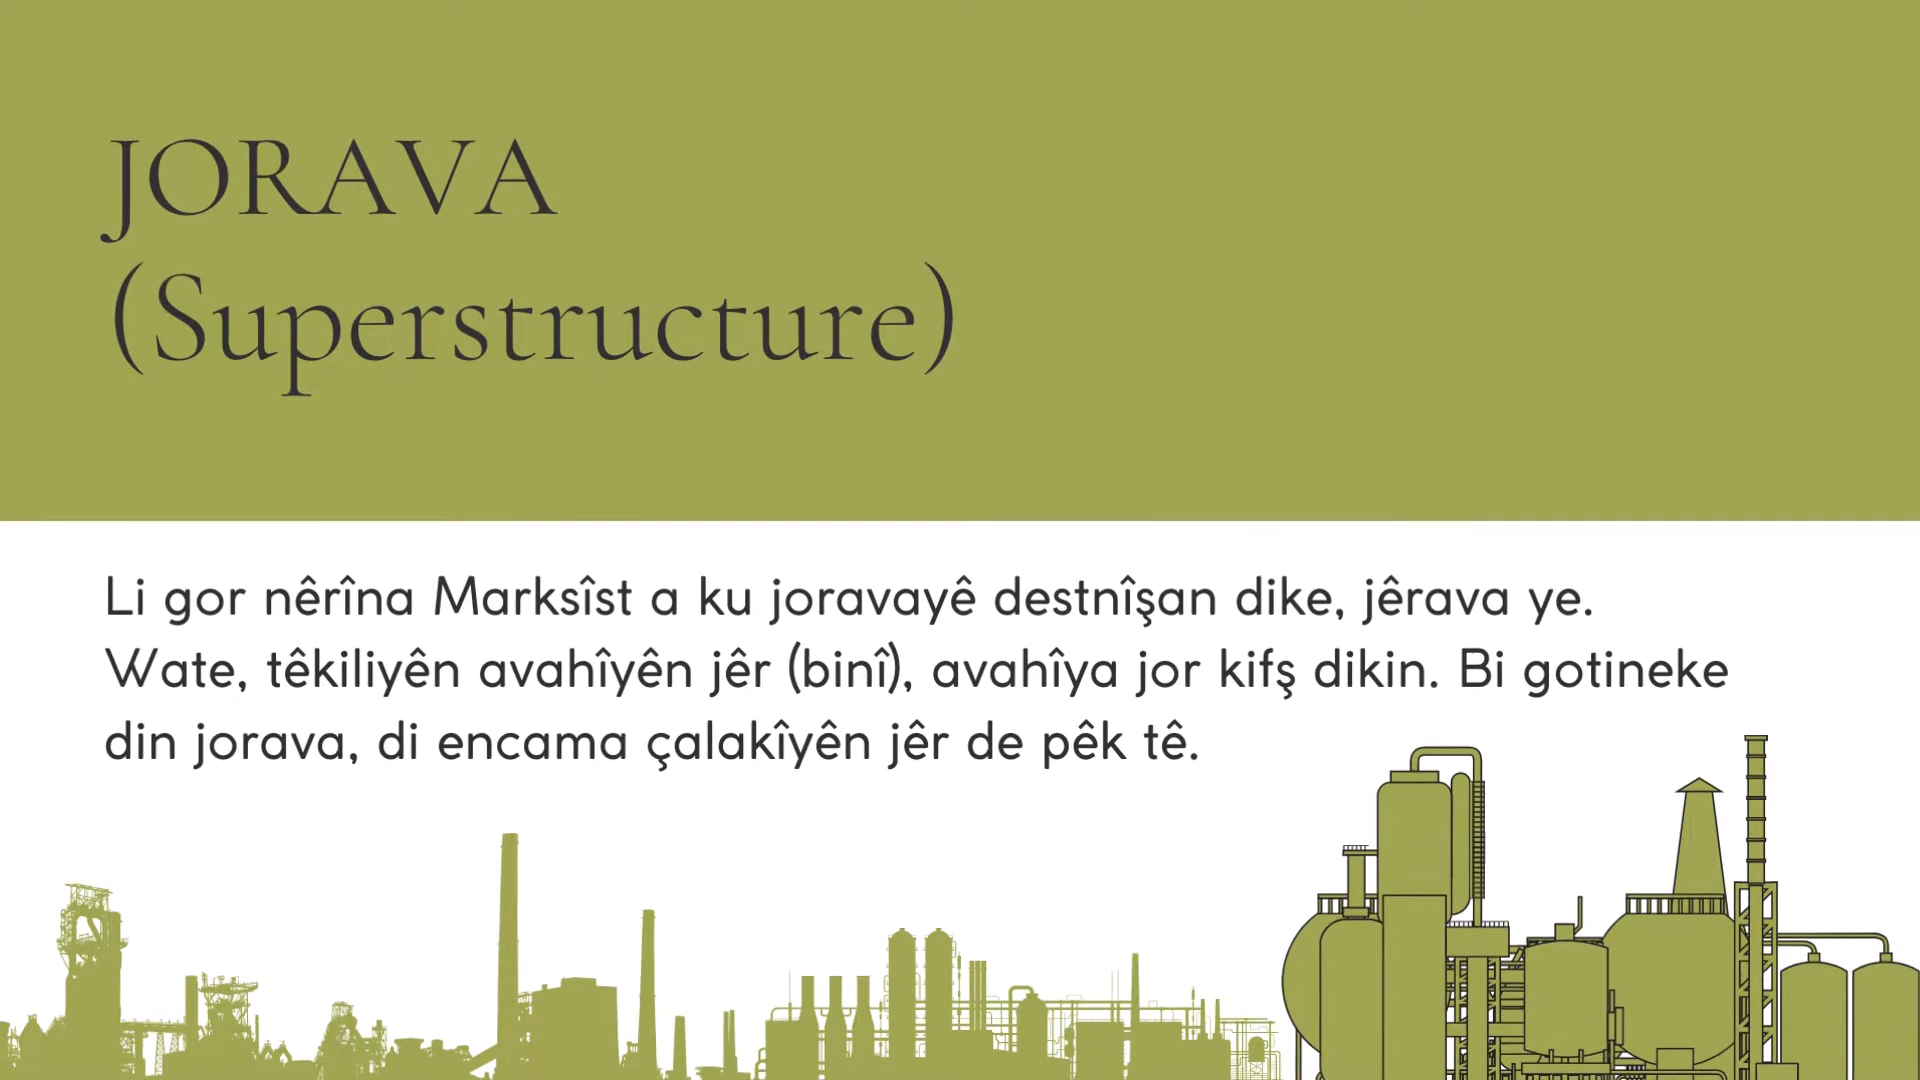 JORAVA
(Superstructure)
Li gor nêrîna Marksîst a ku joravayê destnîşan dike, jêrava ye.
Wate, têkiliyên avahîyên jêr (binî), avahîya jor kifş dikin. Bi gotineke
din jorava, di encama çalakîyên jêr de pêk tê.